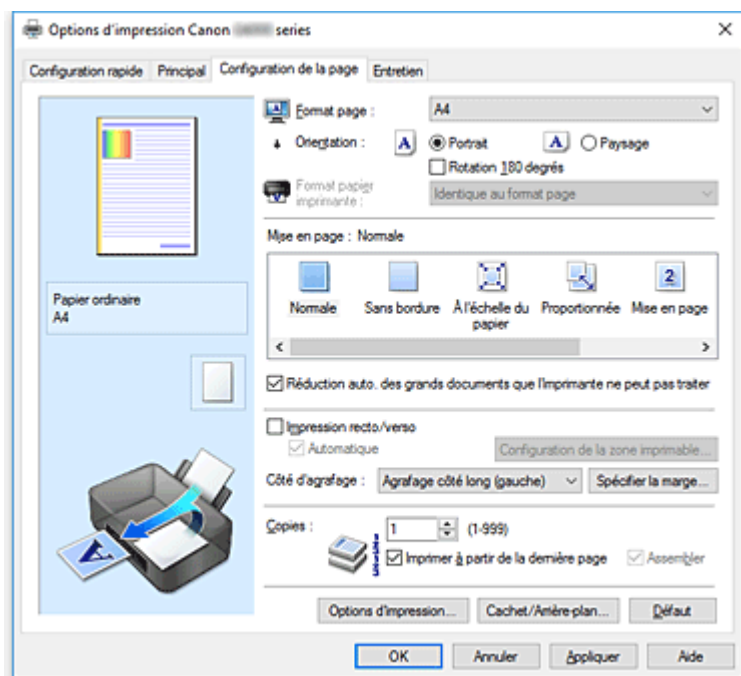 Options d'impression Canon series
Configuration rapide Principal Configuration de la page Entretien
Format page : A4
Orientation : A Portrait A Paysage
Rotation 180 degrés
Format papier imprimante : Identique au format page
Mise en page : Normale
Normale Sans bordure À l'échelle du papier Proportionnée Mise en page
Papier ordinaire
A4
Réduction auto. des grands documents que l'imprimante ne peut pas traiter
Impression recto/verso
Automatique Configuration de la zone imprimable...
Côté d'agrafage : Agrafage côté long (gauche) Spécifier la marge...
Copies : 1 (1-999)
Imprimer à partir de la dernière page Assembler
Options d'impression... Cachet/Arrière-plan... Défaut
OK Annuler Appliquer Aide